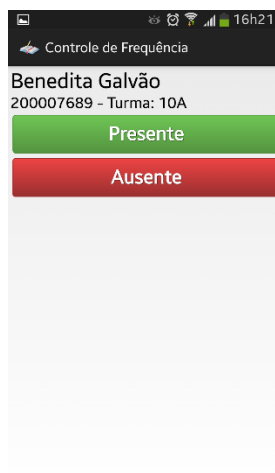 16h21
Controle de Frequência
Benedita Galvão
200007689 - Turma: 10A
Presente
Ausente